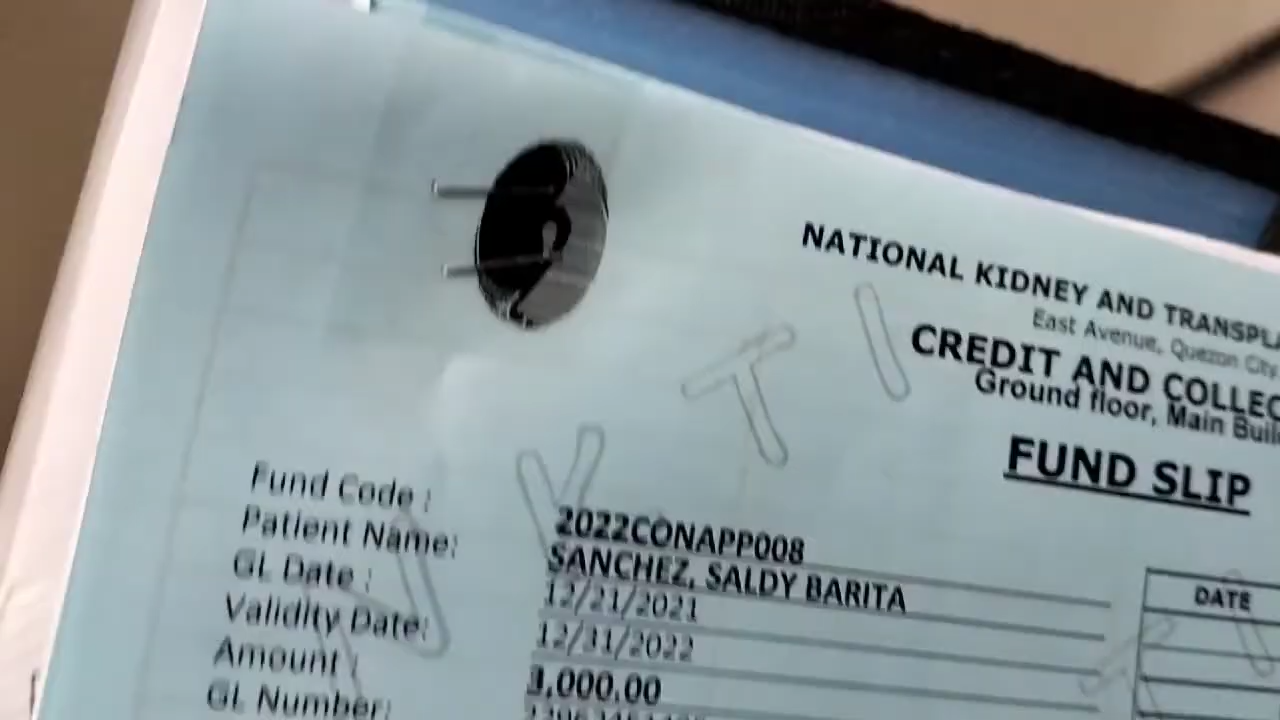 NATIONAL KIDNEY AND TRANSPLA
East Avenue, Quezon City
CREDIT AND COLLEC
Ground floor, Main Buil
FUND SLIP
Fund Code : 2022CONAPP008
Patient Name: SANCHEZ, SALDY BARITA
GL Date : 12/21/2021
Validity Date: 12/31/2022
Amount : 3,000.00
GL Number:
DATE
N K T I